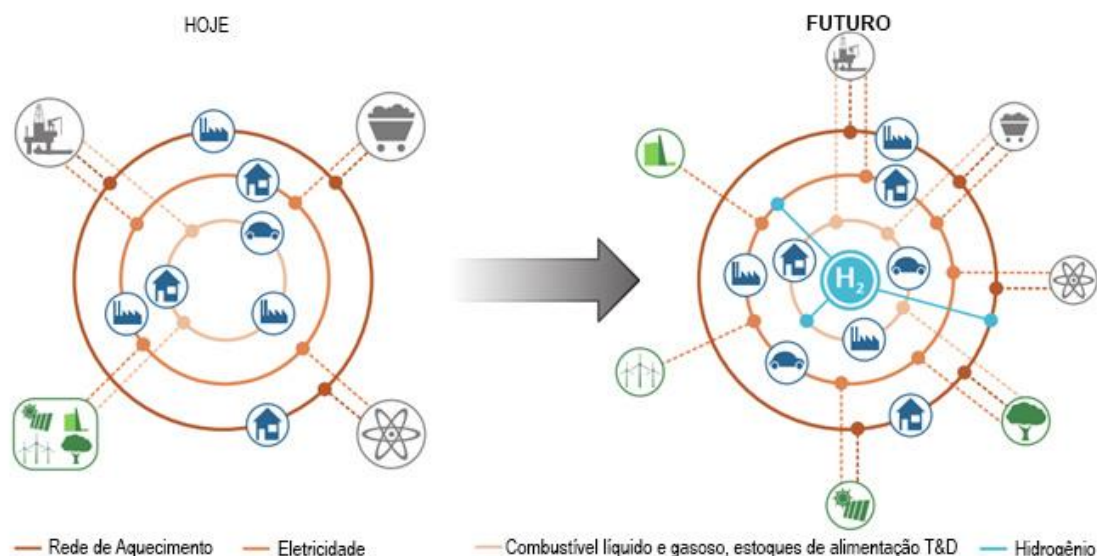 HOJE
FUTURO
H₂
Rede de Aquecimento
Eletricidade
Combustível líquido e gasoso, estoques de alimentação T&D
Hidrogênio